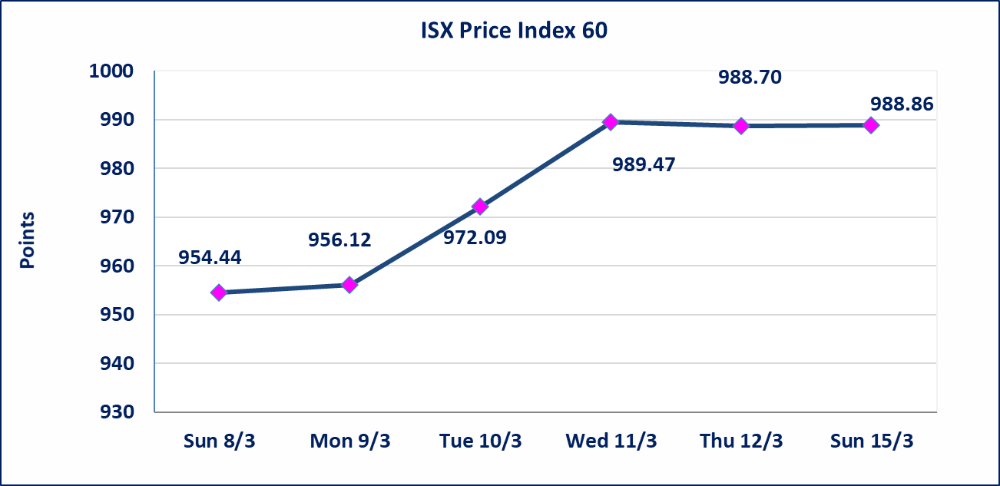 ISX Price Index 60
1000
990
980
970
960
950
940
930
Points
954.44
956.12
972.09
989.47
988.70
988.86
Sun 8/3
Mon 9/3
Tue 10/3
Wed 11/3
Thu 12/3
Sun 15/3